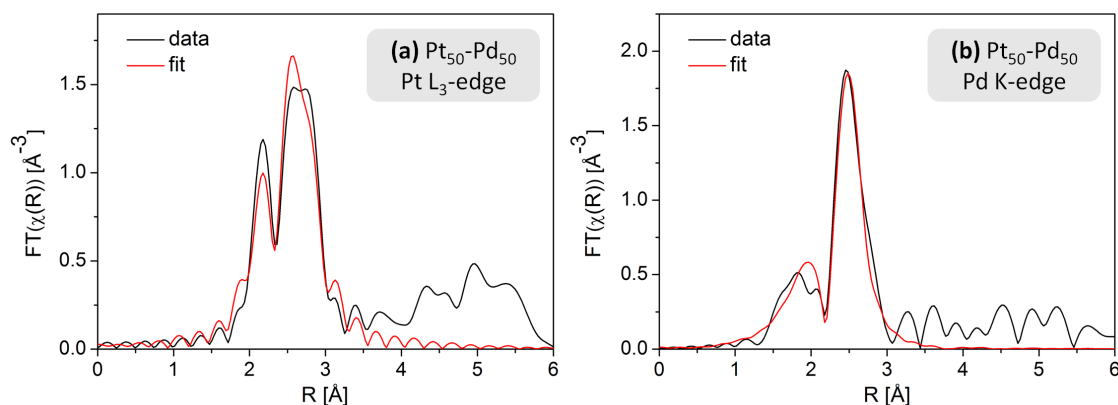 data
fit
(a) Pt₅₀-Pd₅₀
Pt L₃-edge
FT(χ(R)) [Å⁻³]
1.5
1.0
0.5
0.0
0 1 2 3 4 5 6
R [Å]
data
fit
(b) Pt₅₀-Pd₅₀
Pd K-edge
FT(χ(R)) [Å⁻³]
2.0
1.5
1.0
0.5
0.0
0 1 2 3 4 5 6
R [Å]